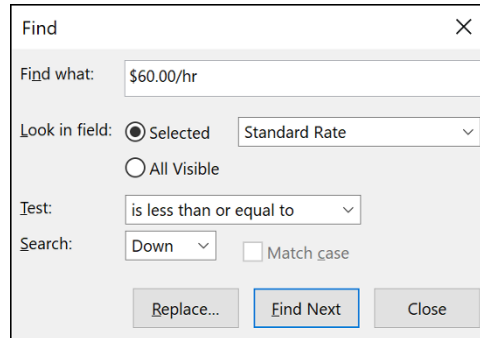 Find
Find what: $60.00/hr
Look in field: Selected Standard Rate
All Visible
Test: is less than or equal to
Search: Down Match case
Replace... Find Next Close